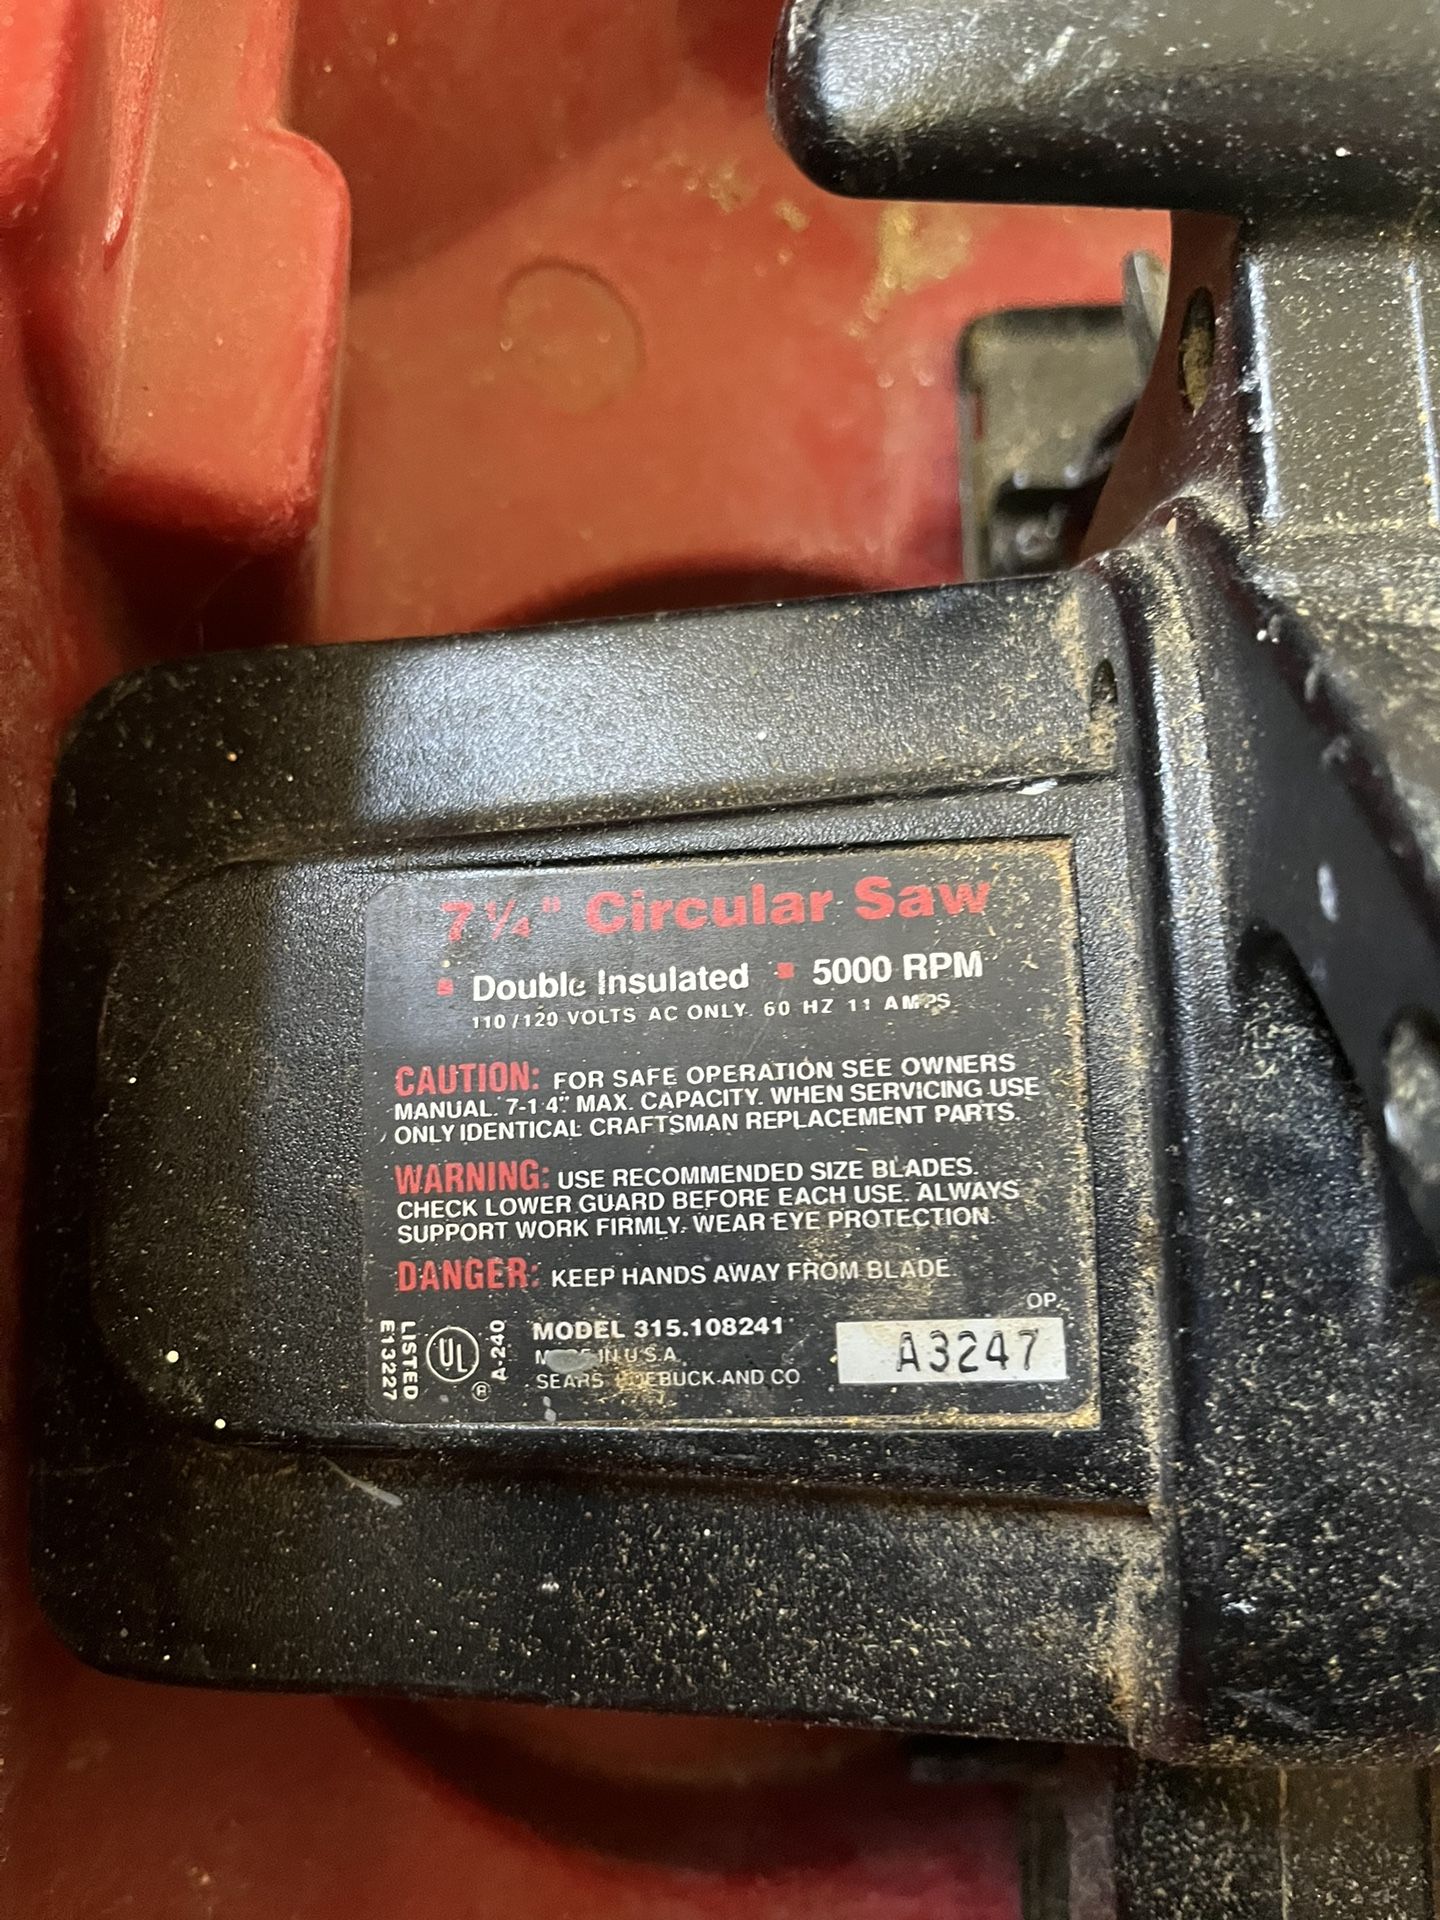 7 1/4" Circular Saw
▪ Double Insulated ▪ 5000 RPM
110/120 VOLTS AC ONLY. 60 HZ 11 AMPS
CAUTION: FOR SAFE OPERATION SEE OWNERS
MANUAL. 7-1 4" MAX. CAPACITY. WHEN SERVICING USE
ONLY IDENTICAL CRAFTSMAN REPLACEMENT PARTS.
WARNING: USE RECOMMENDED SIZE BLADES.
CHECK LOWER GUARD BEFORE EACH USE. ALWAYS
SUPPORT WORK FIRMLY. WEAR EYE PROTECTION.
DANGER: KEEP HANDS AWAY FROM BLADE
LISTED
E13227
UL
®
A-240
MODEL 315.108241
IN U.S.A.
SEARS AND CO
OP
A3247